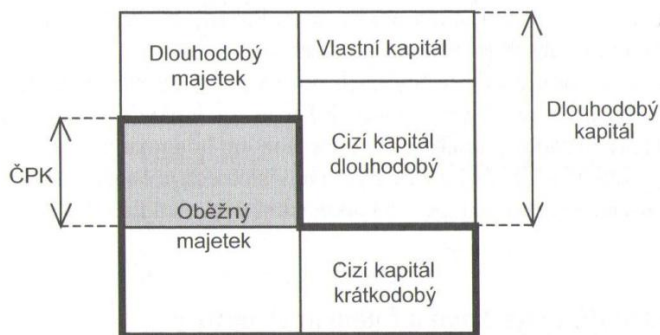 Dlouhodobý
majetek
Vlastní kapitál
Dlouhodobý
kapitál
Cizí kapitál
dlouhodobý
ČPK
Oběžný
majetek
Cizí kapitál
krátkodobý